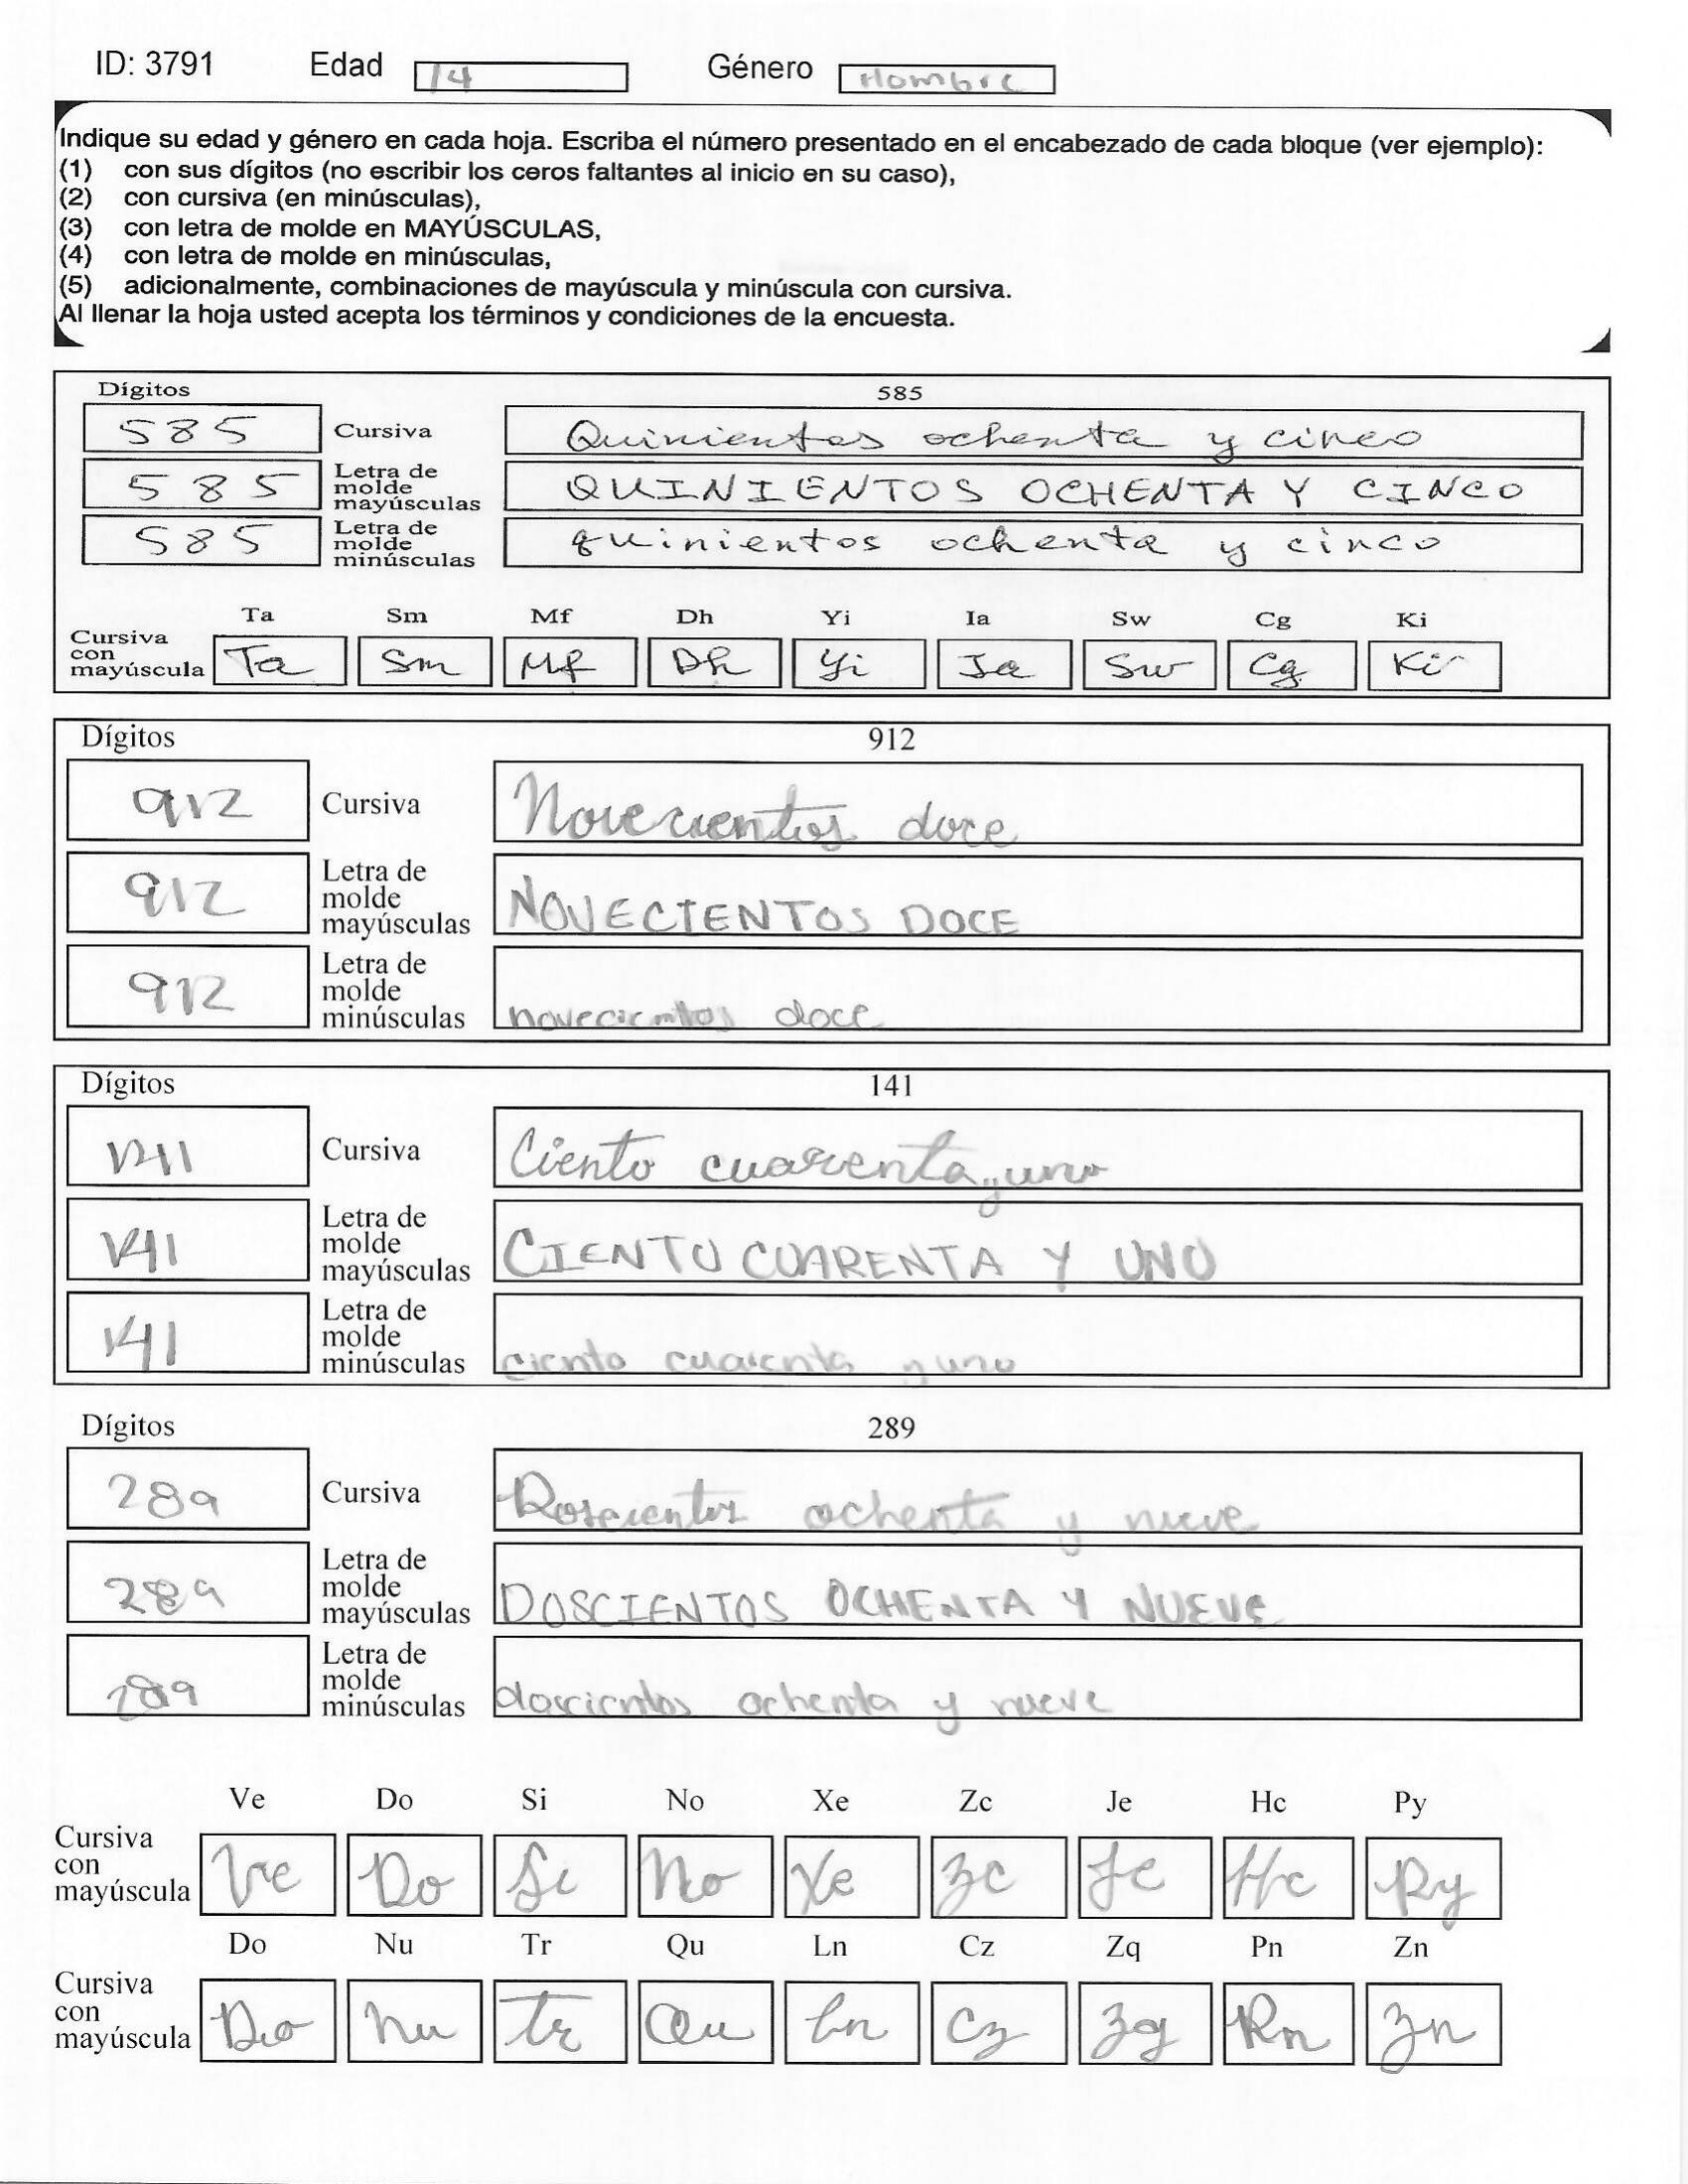 ID: 3791 Edad 14 Género Hombre
Indique su edad y género en cada hoja. Escriba el número presentado en el encabezado de cada bloque (ver ejemplo):
(1) con sus dígitos (no escribir los ceros faltantes al inicio en su caso),
(2) con cursiva (en minúsculas),
(3) con letra de molde en MAYÚSCULAS,
(4) con letra de molde en minúsculas,
(5) adicionalmente, combinaciones de mayúscula y minúscula con cursiva.
Al llenar la hoja usted acepta los términos y condiciones de la encuesta.
Dígitos 585
585 Cursiva Quinientos ochenta y cinco
585 Letra de molde mayúsculas QUINIENTOS OCHENTA Y CINCO
585 Letra de molde minúsculas quinientos ochenta y cinco
Ta Sm Mf Dh Yi Ia Sw Cg Ki
Cursiva con mayúscula Ta Sm Mf Dh Yi Ia Sw Cg Ki
Dígitos 912
912 Cursiva Novecientos doce
912 Letra de molde mayúsculas NOVECIENTOS DOCE
912 Letra de molde minúsculas novecientos doce
Dígitos 141
141 Cursiva Ciento cuarenta y uno
141 Letra de molde mayúsculas CIENTO CUARENTA Y UNO
141 Letra de molde minúsculas ciento cuarenta y uno
Dígitos 289
289 Cursiva Doscientos ochenta y nueve
289 Letra de molde mayúsculas DOSCIENTOS OCHENTA Y NUEVE
289 Letra de molde minúsculas doscientos ochenta y nueve
Ve Do Si No Xe Zc Je Hc Py
Cursiva con mayúscula Ve Do Si No Xe Zc Je Hc Py
Do Nu Tr Qu Ln Cz Zq Pn Zn
Cursiva con mayúscula Do Nu Tr Qu Ln Cz Zq Pn Zn